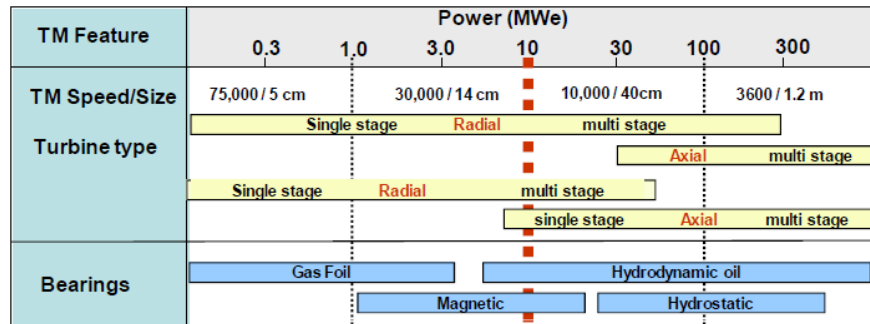 TM Feature
Power (MWe)
0.3 1.0 3.0 10 30 100 300
TM Speed/Size
75,000 / 5 cm 30,000 / 14 cm 10,000 / 40cm 3600 / 1.2 m
Turbine type
Single stage Radial multi stage
Axial multi stage
Single stage Radial multi stage
single stage Axial multi stage
Bearings
Gas Foil Hydrodynamic oil
Magnetic Hydrostatic